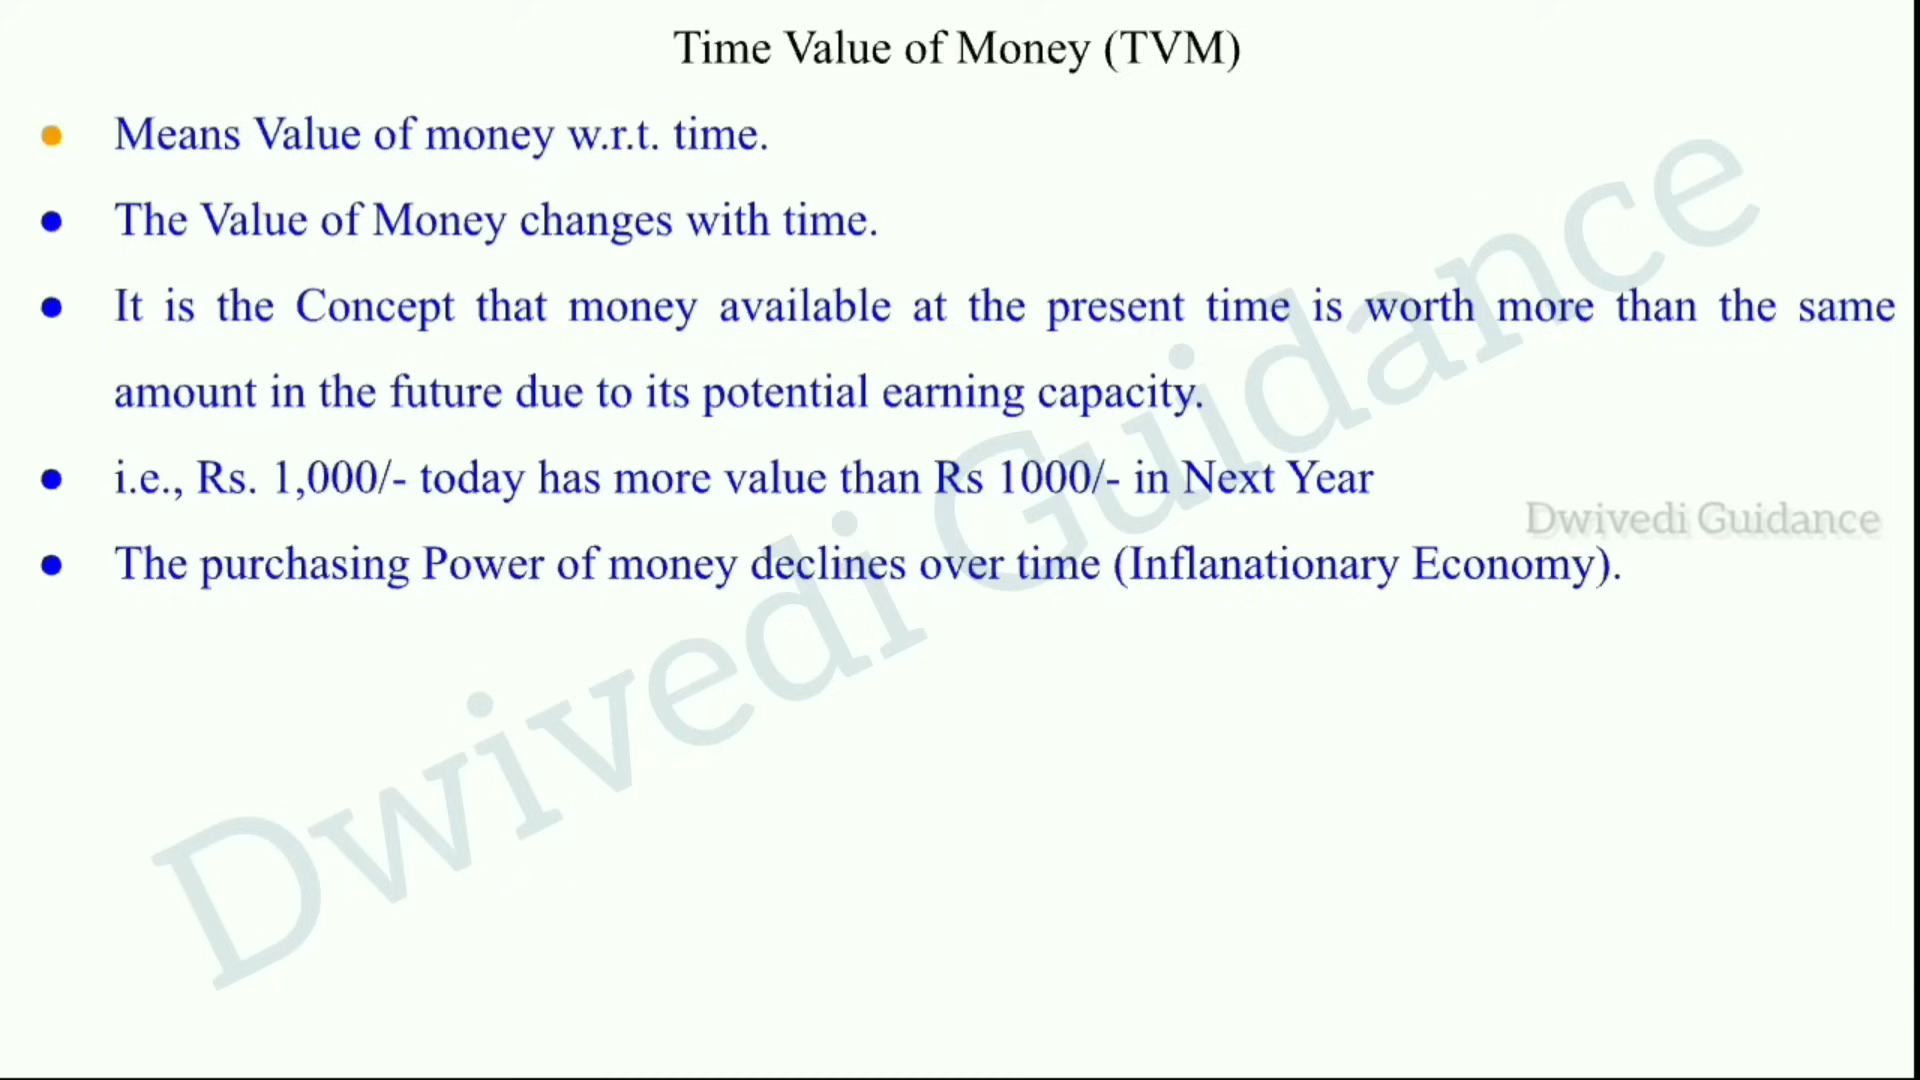 Time Value of Money (TVM)
● Means Value of money w.r.t. time.
● The Value of Money changes with time.
● It is the Concept that money available at the present time is worth more than the same
amount in the future due to its potential earning capacity.
● i.e., Rs. 1,000/- today has more value than Rs 1000/- in Next Year
Dwivedi Guidance
● The purchasing Power of money declines over time (Inflanationary Economy).
Dwivedi Guidance